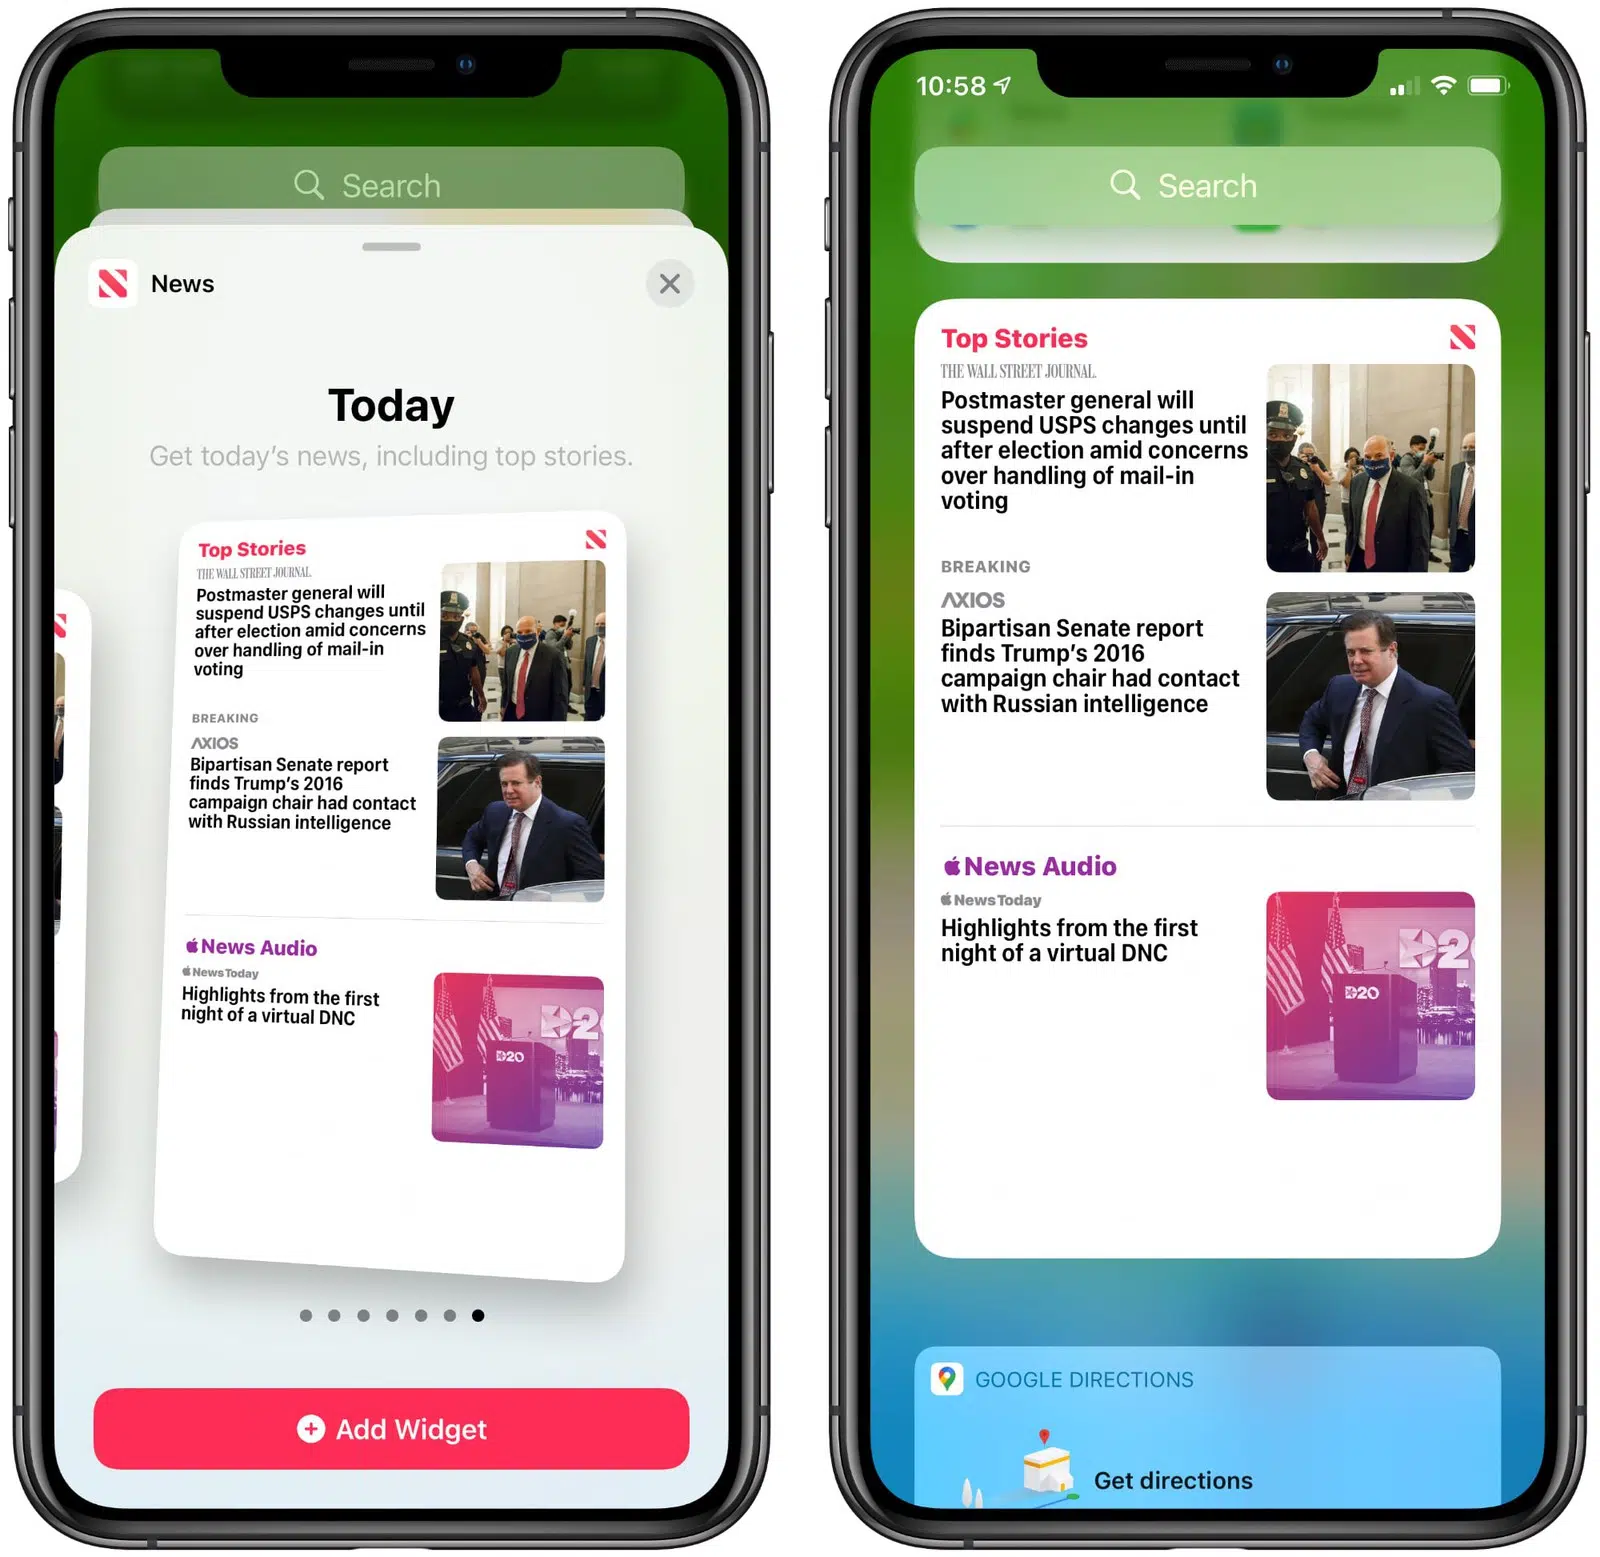 Search
News
Today
Get today's news, including top stories.
Top Stories
THE WALL STREET JOURNAL.
Postmaster general will
suspend USPS changes until
after election amid concerns
over handling of mail-in
voting
BREAKING
AXIOS
Bipartisan Senate report
finds Trump's 2016
campaign chair had contact
with Russian intelligence
News Audio
News Today
Highlights from the first
night of a virtual DNC
D20
D20
Add Widget
10:58
Search
Top Stories
THE WALL STREET JOURNAL.
Postmaster general will
suspend USPS changes until
after election amid concerns
over handling of mail-in
voting
BREAKING
AXIOS
Bipartisan Senate report
finds Trump's 2016
campaign chair had contact
with Russian intelligence
News Audio
News Today
Highlights from the first
night of a virtual DNC
D20
D20
GOOGLE DIRECTIONS
Get directions